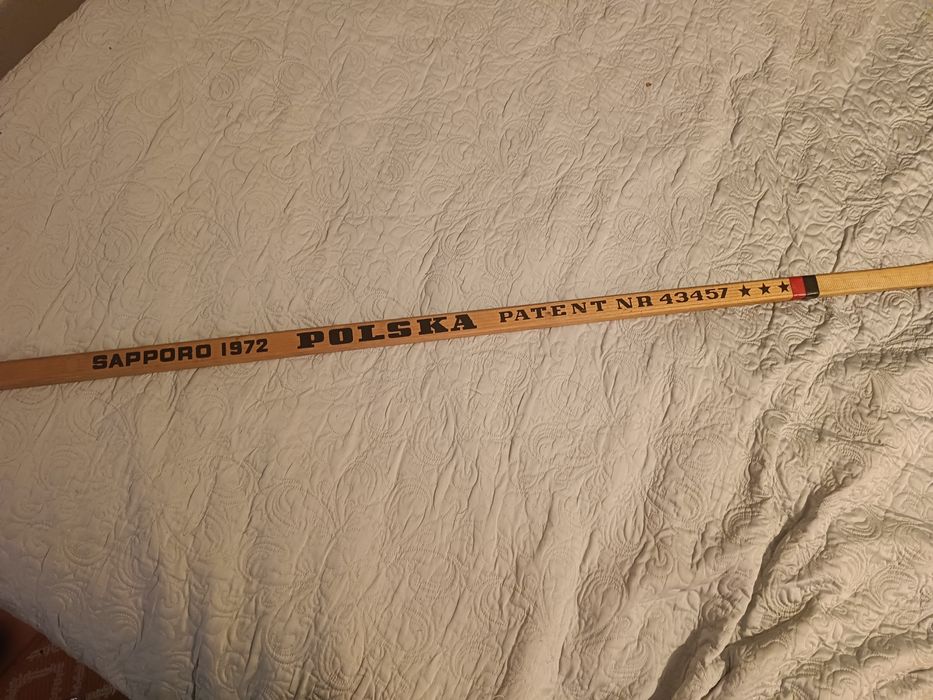 SAPPORO 1972 POLSKA PATENT NR 43457 ★ ★ ★